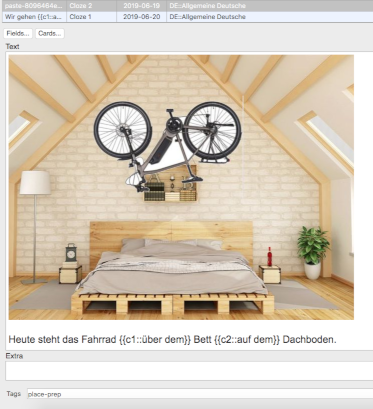 paste-8096464a... Cloze 2 2019-06-19 DE::Allgemeine Deutsche
Wir gehen {{c1::a... Cloze 1 2019-06-20 DE::Allgemeine Deutsche
Fields... Cards...
Text
Heute steht das Fahrrad {{c1::über dem}} Bett {{c2::auf dem}} Dachboden.
Extra
Tags place-prep